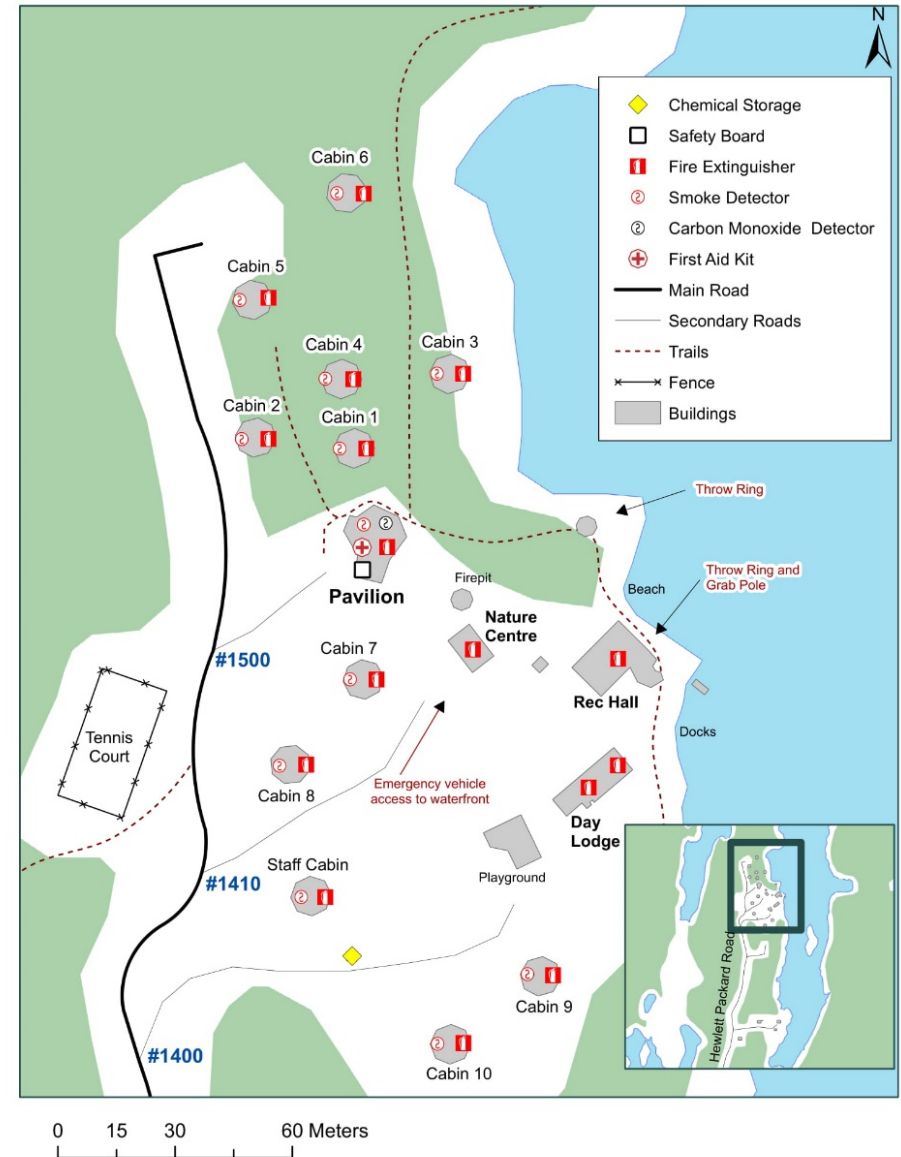 N
Chemical Storage
Safety Board
Fire Extinguisher
Smoke Detector
Carbon Monoxide Detector
First Aid Kit
Main Road
Secondary Roads
Trails
Fence
Buildings
Cabin 6
Cabin 5
Cabin 4
Cabin 3
Cabin 2
Cabin 1
Throw Ring
Throw Ring and
Grab Pole
Beach
Firepit
Pavilion
Nature
Centre
#1500
Cabin 7
Rec Hall
Tennis
Court
Docks
Cabin 8
Emergency vehicle
access to waterfront
Day
Lodge
Staff Cabin
#1410
Playground
Cabin 9
#1400
Cabin 10
Hewlett Packard Road
0 15 30 60 Meters